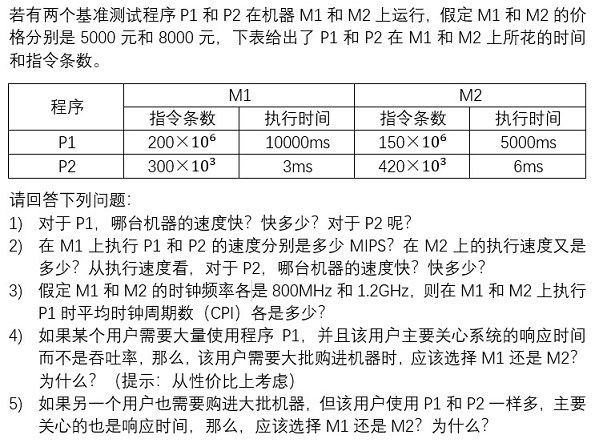 若有两个基准测试程序 P1 和 P2 在机器 M1 和 M2 上运行，假定 M1 和 M2 的价
格分别是 5000 元和 8000 元，下表给出了 P1 和 P2 在 M1 和 M2 上所花的时间
和指令条数。
程序 M1 M2
指令条数 执行时间 指令条数 执行时间
P1 200×10⁶ 10000ms 150×10⁶ 5000ms
P2 300×10³ 3ms 420×10³ 6ms
请回答下列问题：
1) 对于 P1，哪台机器的速度快？快多少？对于 P2 呢？
2) 在 M1 上执行 P1 和 P2 的速度分别是多少 MIPS？在 M2 上的执行速度又是
多少？从执行速度看，对于 P2，哪台机器的速度快？快多少？
3) 假定 M1 和 M2 的时钟频率各是 800MHz 和 1.2GHz，则在 M1 和 M2 上执行
P1 时平均时钟周期数（CPI）各是多少？
4) 如果某个用户需要大量使用程序 P1，并且该用户主要关心系统的响应时间
而不是吞吐率，那么，该用户需要大批购进机器时，应该选择 M1 还是 M2？
为什么？（提示：从性价比上考虑）
5) 如果另一个用户也需要购进大批机器，但该用户使用 P1 和 P2 一样多，主要
关心的也是响应时间，那么，应该选择 M1 还是 M2？为什么？